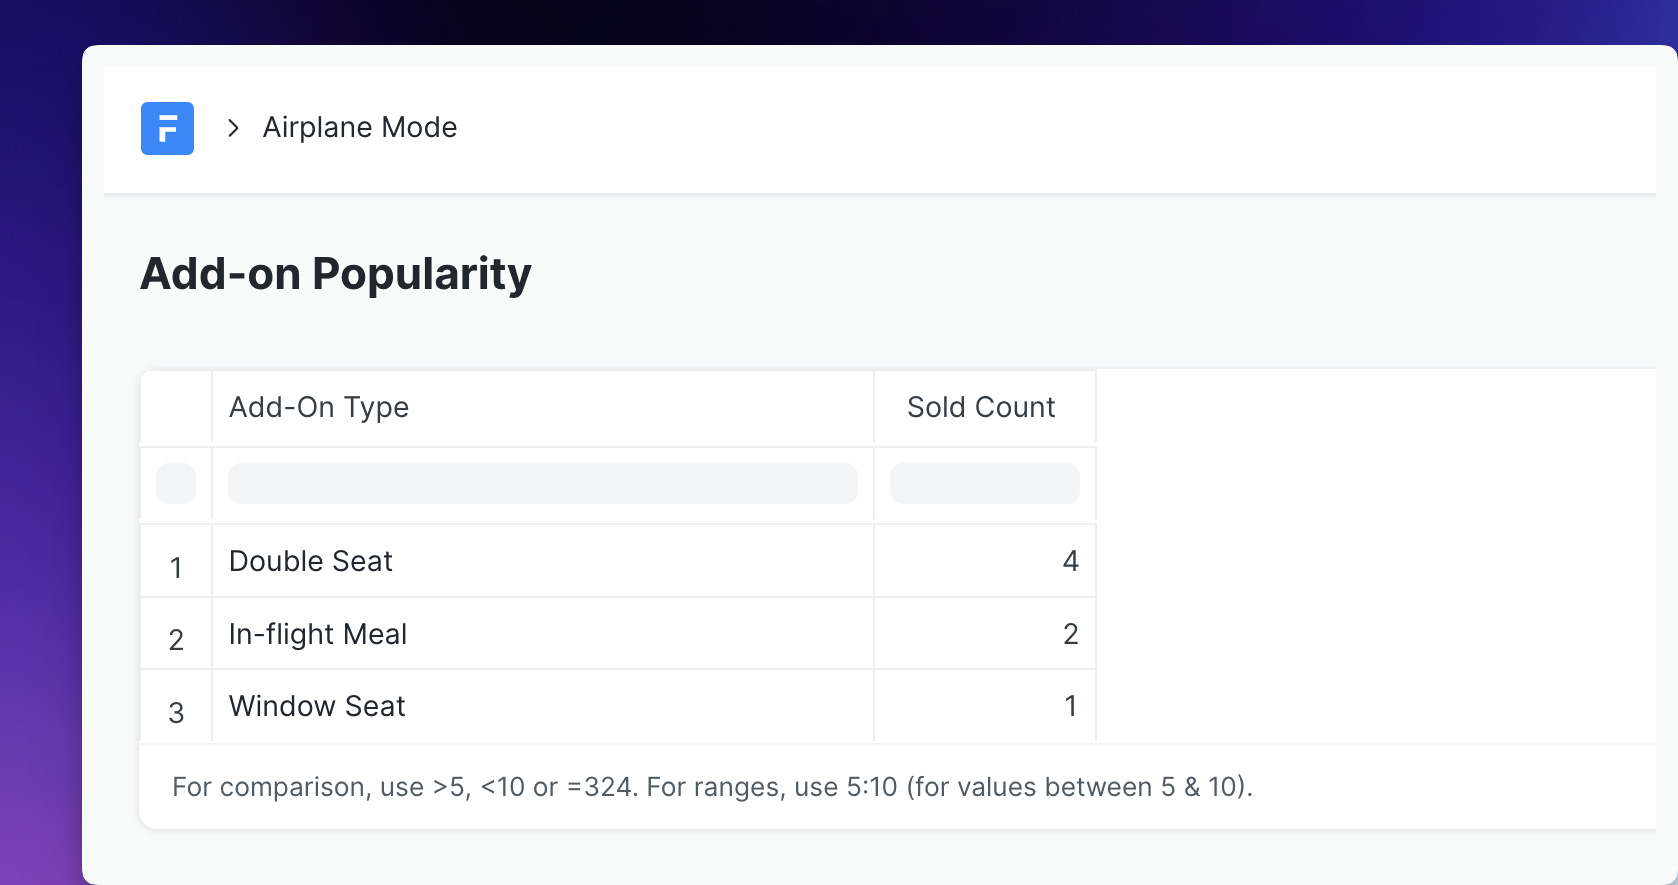 F > Airplane Mode
Add-on Popularity
Add-On Type Sold Count
1 Double Seat 4
2 In-flight Meal 2
3 Window Seat 1
For comparison, use >5, <10 or =324. For ranges, use 5:10 (for values between 5 & 10).